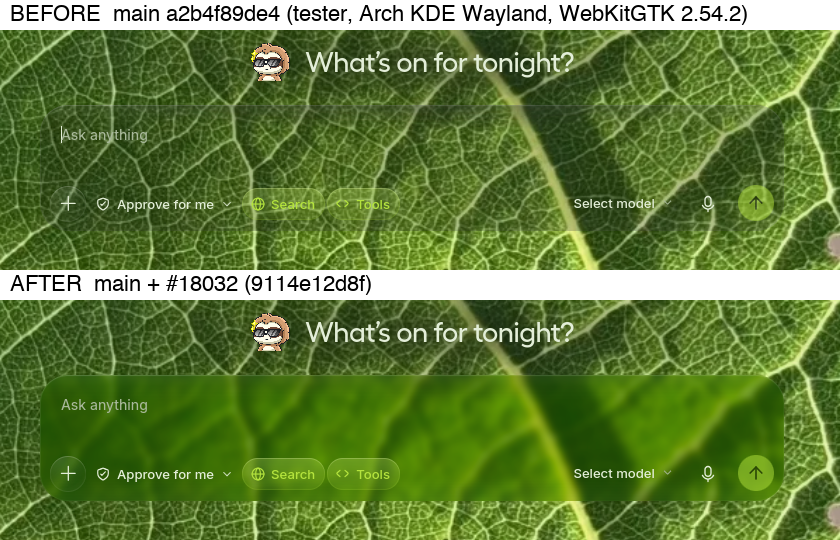 BEFORE main a2b4f89de4 (tester, Arch KDE Wayland, WebKitGTK 2.54.2)
What's on for tonight?
Ask anything
Approve for me Search Tools Select model
AFTER main + #18032 (9114e12d8f)
What's on for tonight?
Ask anything
Approve for me Search Tools Select model